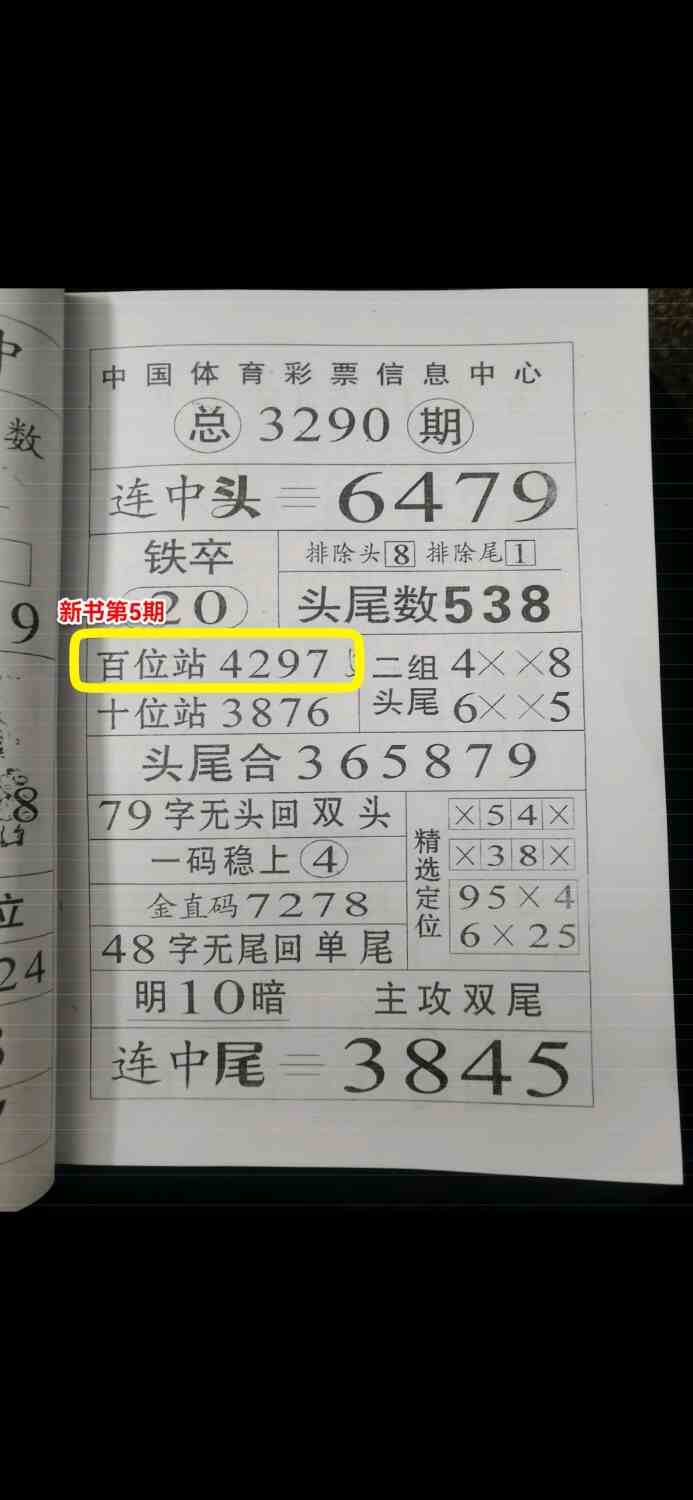 中国体育彩票信息中心
总 3290 期
连中头＝6479
铁卒
20
排除头8 排除尾1
头尾数538
新书第5期
百位站4297
十位站3876
二组头尾
4××8
6××5
头尾合365879
79字无头回双头
一码稳上④
金直码7278
48字无尾回单尾
精选定位
×54×
×38×
95×4
6×25
明10暗 主攻双尾
连中尾＝3845
中
数
9
8
位
24